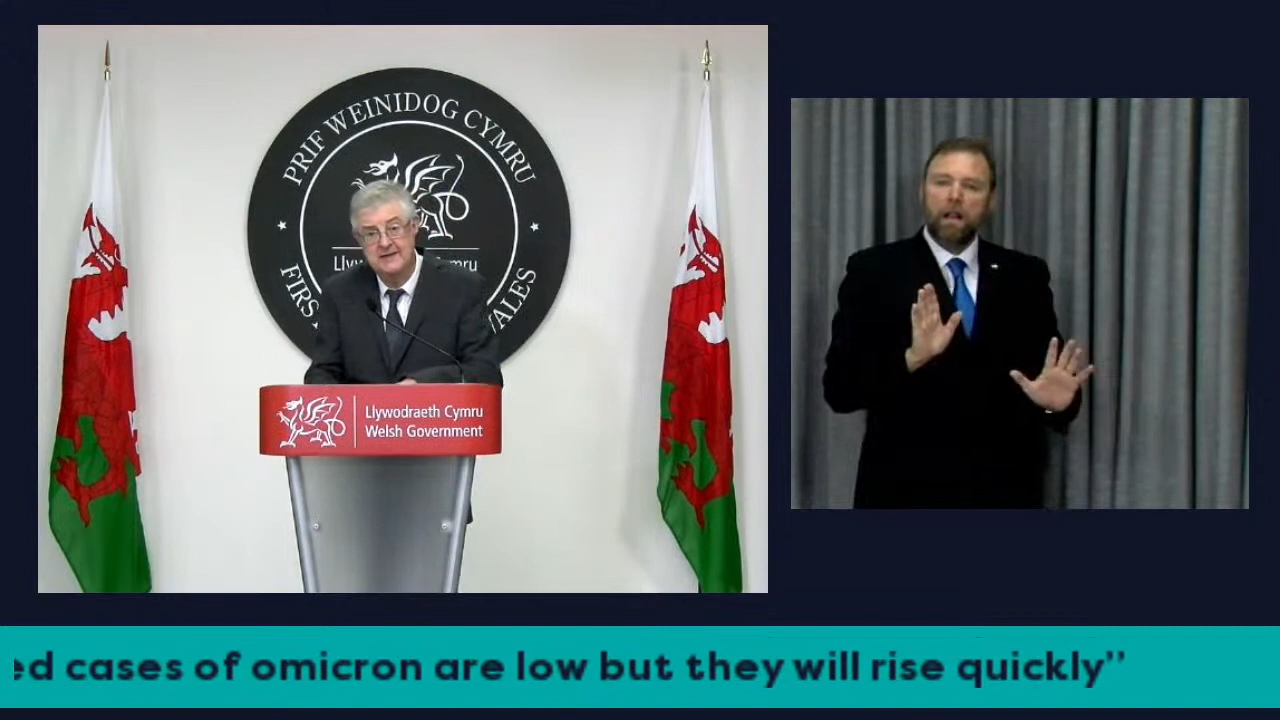 PRIF WEINIDOG CYMRU
Llywodraeth Cymru
Welsh Government
ed cases of omicron are low but they will rise quickly”